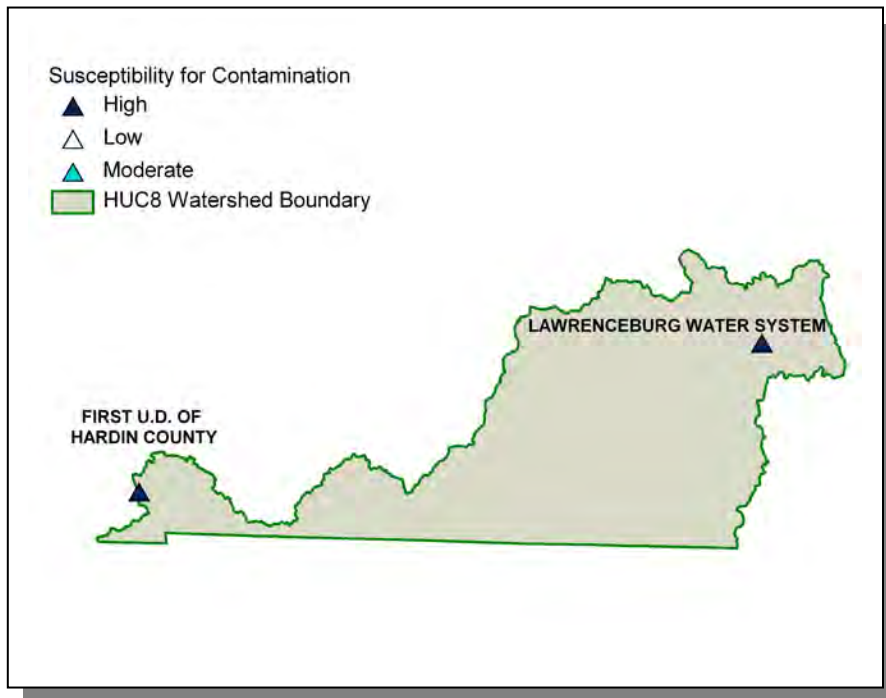 Susceptibility for Contamination
High
Low
Moderate
HUC8 Watershed Boundary
LAWRENCEBURG WATER SYSTEM
FIRST U.D. OF
HARDIN COUNTY